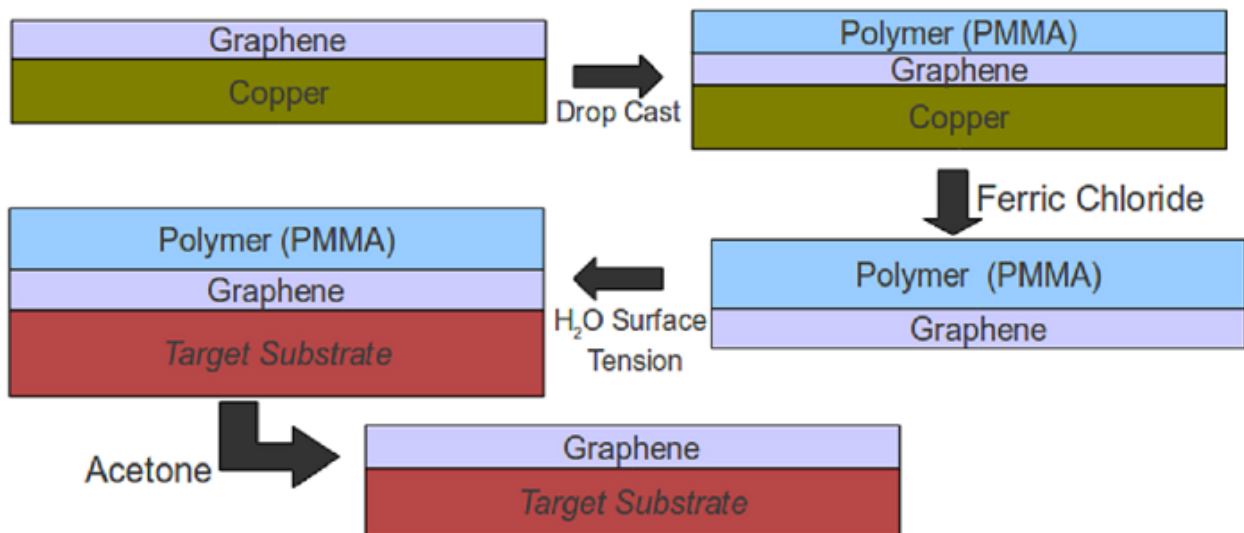 Graphene
Copper
Drop Cast
Polymer (PMMA)
Graphene
Copper
Ferric Chloride
Polymer (PMMA)
Graphene
H₂O Surface
Tension
Polymer (PMMA)
Graphene
Target Substrate
Acetone
Graphene
Target Substrate